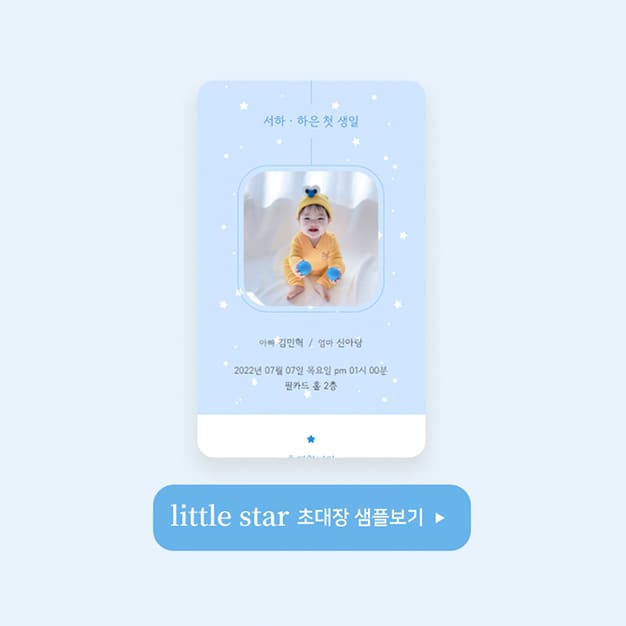 서하 · 하은 첫 생일
아빠 김민혁 / 엄마 신아랑
2022년 07월 07일 목요일 pm 01시 00분
필카드 홀 2층
little star 초대장 샘플보기 ▶